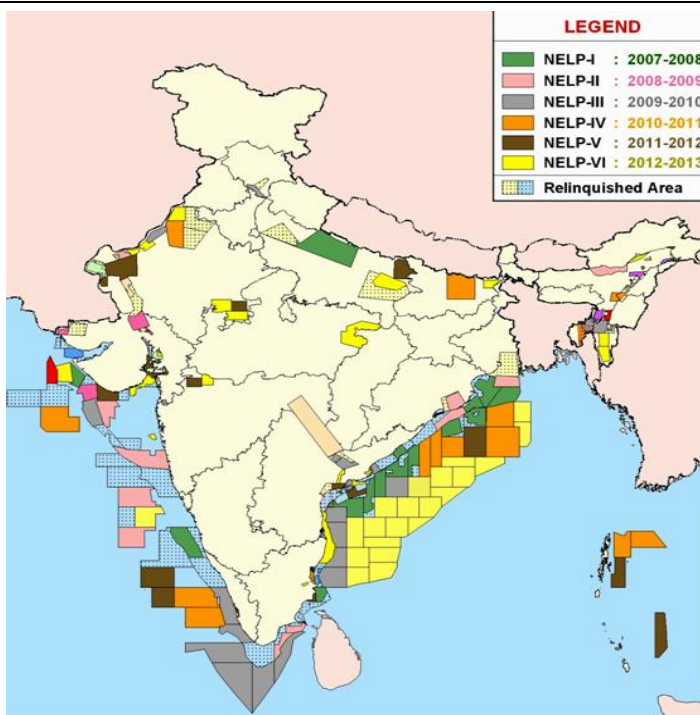 LEGEND
NELP-I : 2007-2008
NELP-II : 2008-2009
NELP-III : 2009-2010
NELP-IV : 2010-2011
NELP-V : 2011-2012
NELP-VI : 2012-2013
Relinquished Area